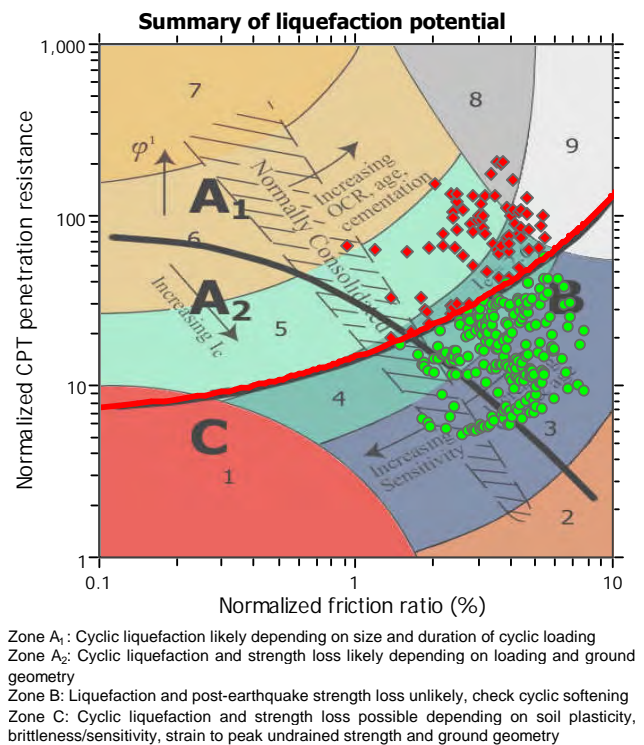 Summary of liquefaction potential
1,000
7
8
φ¹
9
Normally Consolidated
Increasing
OCR, age,
cementation
A₁
100
6
A₂
Increasing Ic
B
5
10
4
C
3
Increasing
Sensitivity
1
2
1
0.1
1
10
Normalized CPT penetration resistance
Normalized friction ratio (%)
Zone A₁: Cyclic liquefaction likely depending on size and duration of cyclic loading
Zone A₂: Cyclic liquefaction and strength loss likely depending on loading and ground
geometry
Zone B: Liquefaction and post-earthquake strength loss unlikely, check cyclic softening
Zone C: Cyclic liquefaction and strength loss possible depending on soil plasticity,
brittleness/sensitivity, strain to peak undrained strength and ground geometry